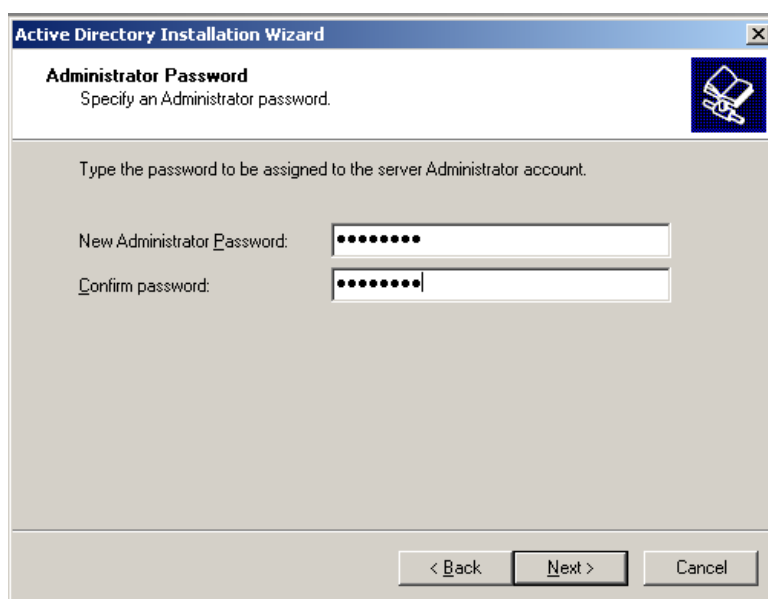 Active Directory Installation Wizard
Administrator Password
Specify an Administrator password.
Type the password to be assigned to the server Administrator account.
New Administrator Password: ●●●●●●●●
Confirm password: ●●●●●●●●
< Back Next > Cancel